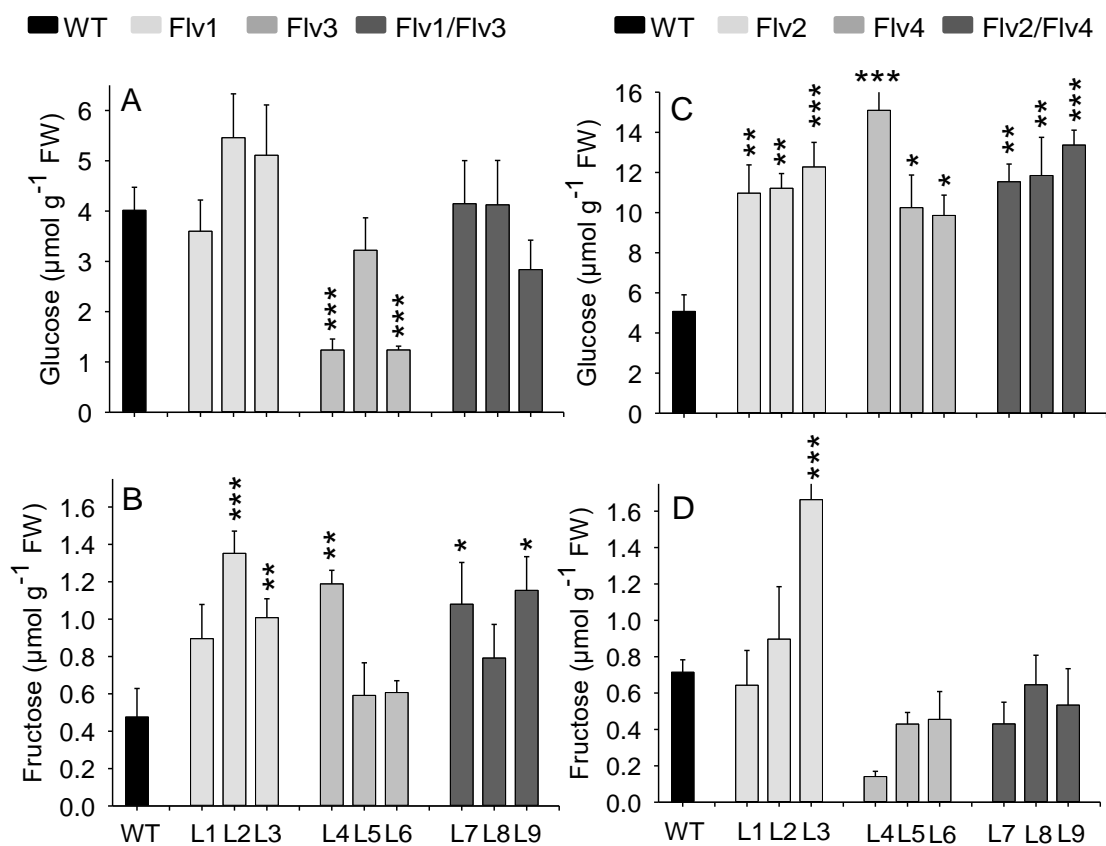 WT Flv1 Flv3 Flv1/Flv3
WT Flv2 Flv4 Flv2/Flv4
A
Glucose (µmol g⁻¹ FW)
6
5
4
3
2
1
0
*** ***
C
Glucose (µmol g⁻¹ FW)
16
14
12
10
8
6
4
2
0
** ** *** *** * * ** ** ***
B
Fructose (µmol g⁻¹ FW)
1.6
1.4
1.2
1.0
0.8
0.6
0.4
0.2
0.0
*** ** ** * *
WT L1 L2 L3 L4 L5 L6 L7 L8 L9
D
Fructose (µmol g⁻¹ FW)
1.6
1.4
1.2
1.0
0.8
0.6
0.4
0.2
0.0
***
WT L1 L2 L3 L4 L5 L6 L7 L8 L9